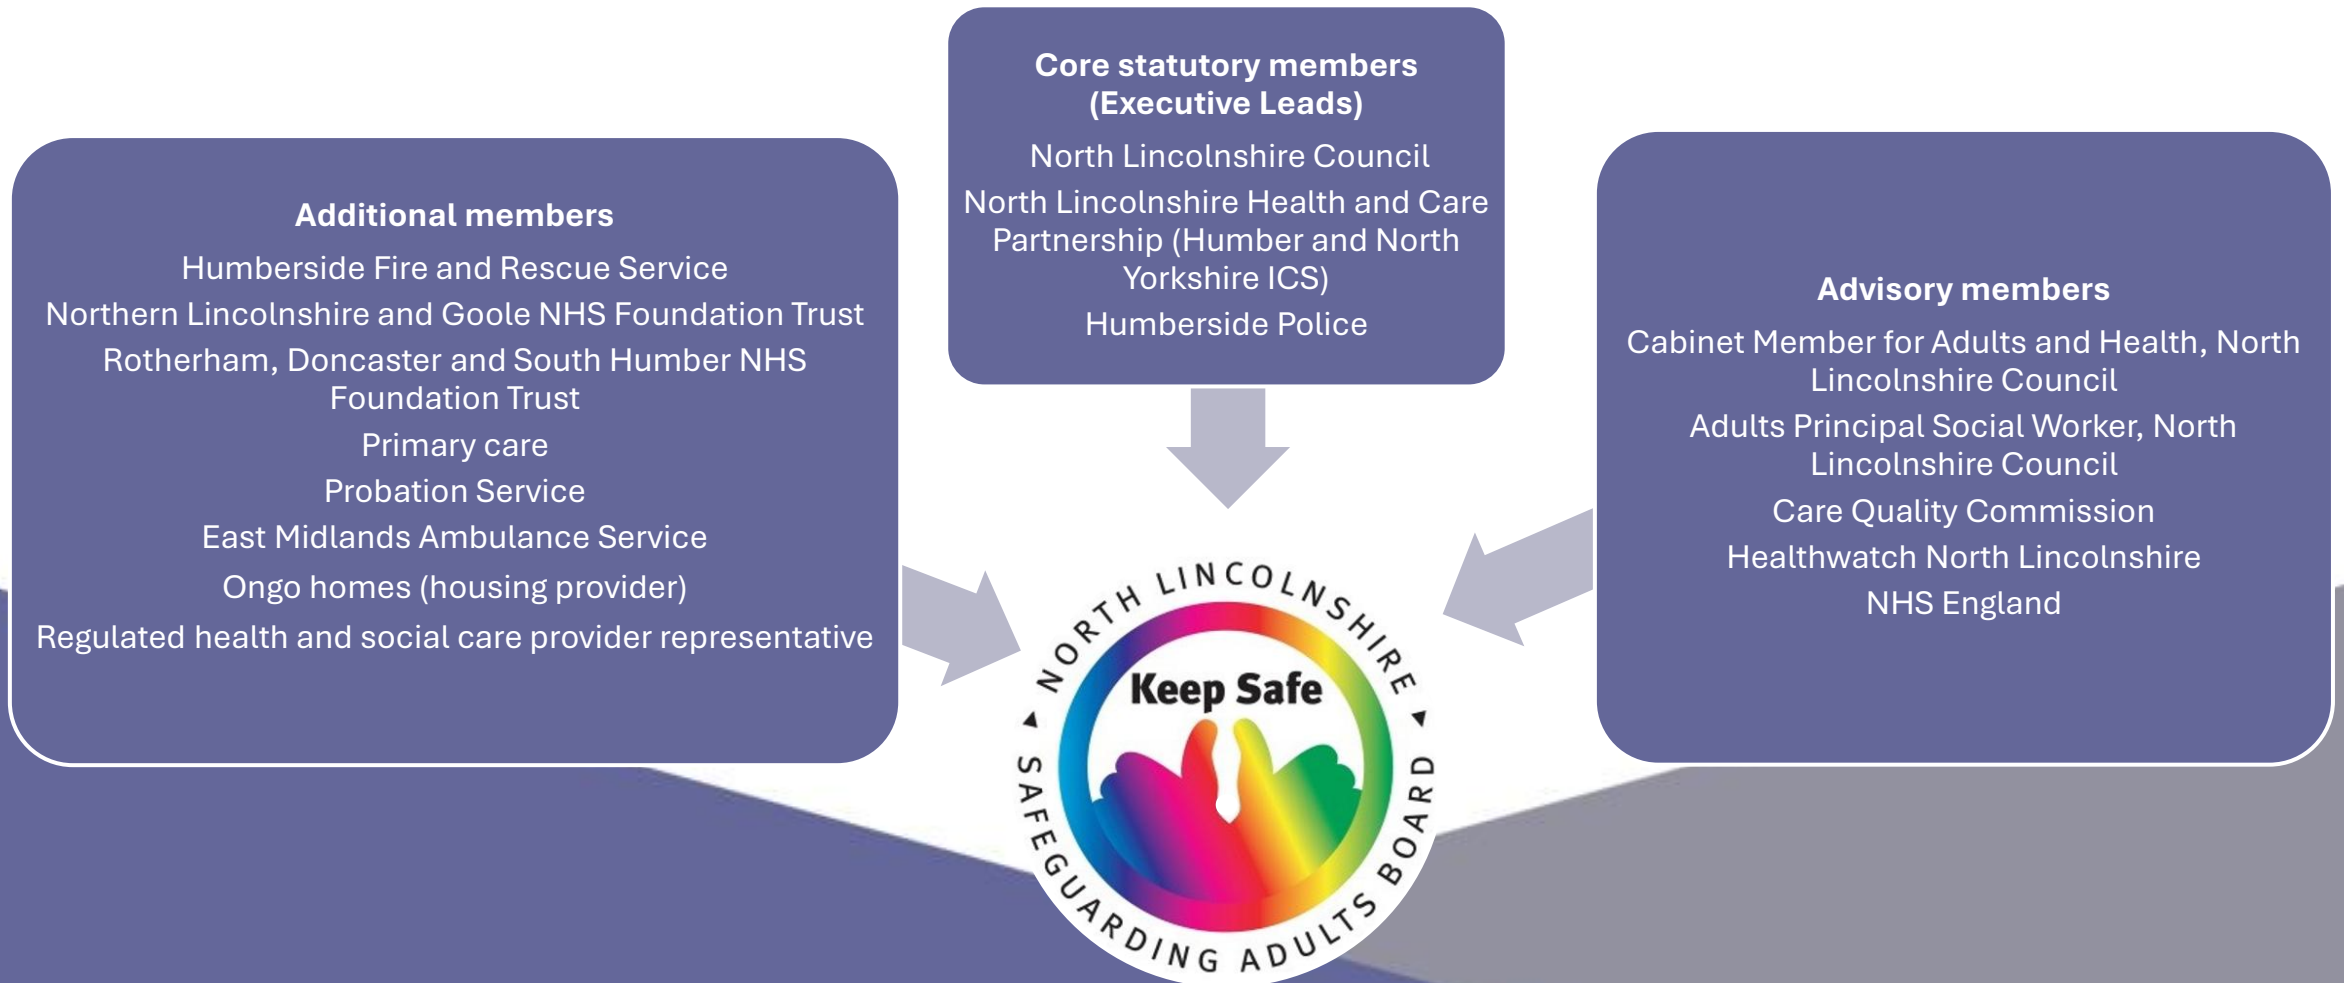 Core statutory members
(Executive Leads)
North Lincolnshire Council
North Lincolnshire Health and Care
Partnership (Humber and North
Yorkshire ICS)
Humberside Police
Additional members
Humberside Fire and Rescue Service
Northern Lincolnshire and Goole NHS Foundation Trust
Rotherham, Doncaster and South Humber NHS
Foundation Trust
Primary care
Probation Service
East Midlands Ambulance Service
Ongo homes (housing provider)
Regulated health and social care provider representative
Advisory members
Cabinet Member for Adults and Health, North
Lincolnshire Council
Adults Principal Social Worker, North
Lincolnshire Council
Care Quality Commission
Healthwatch North Lincolnshire
NHS England
NORTH LINCOLNSHIRE
Keep Safe
SAFEGUARDING ADULTS BOARD